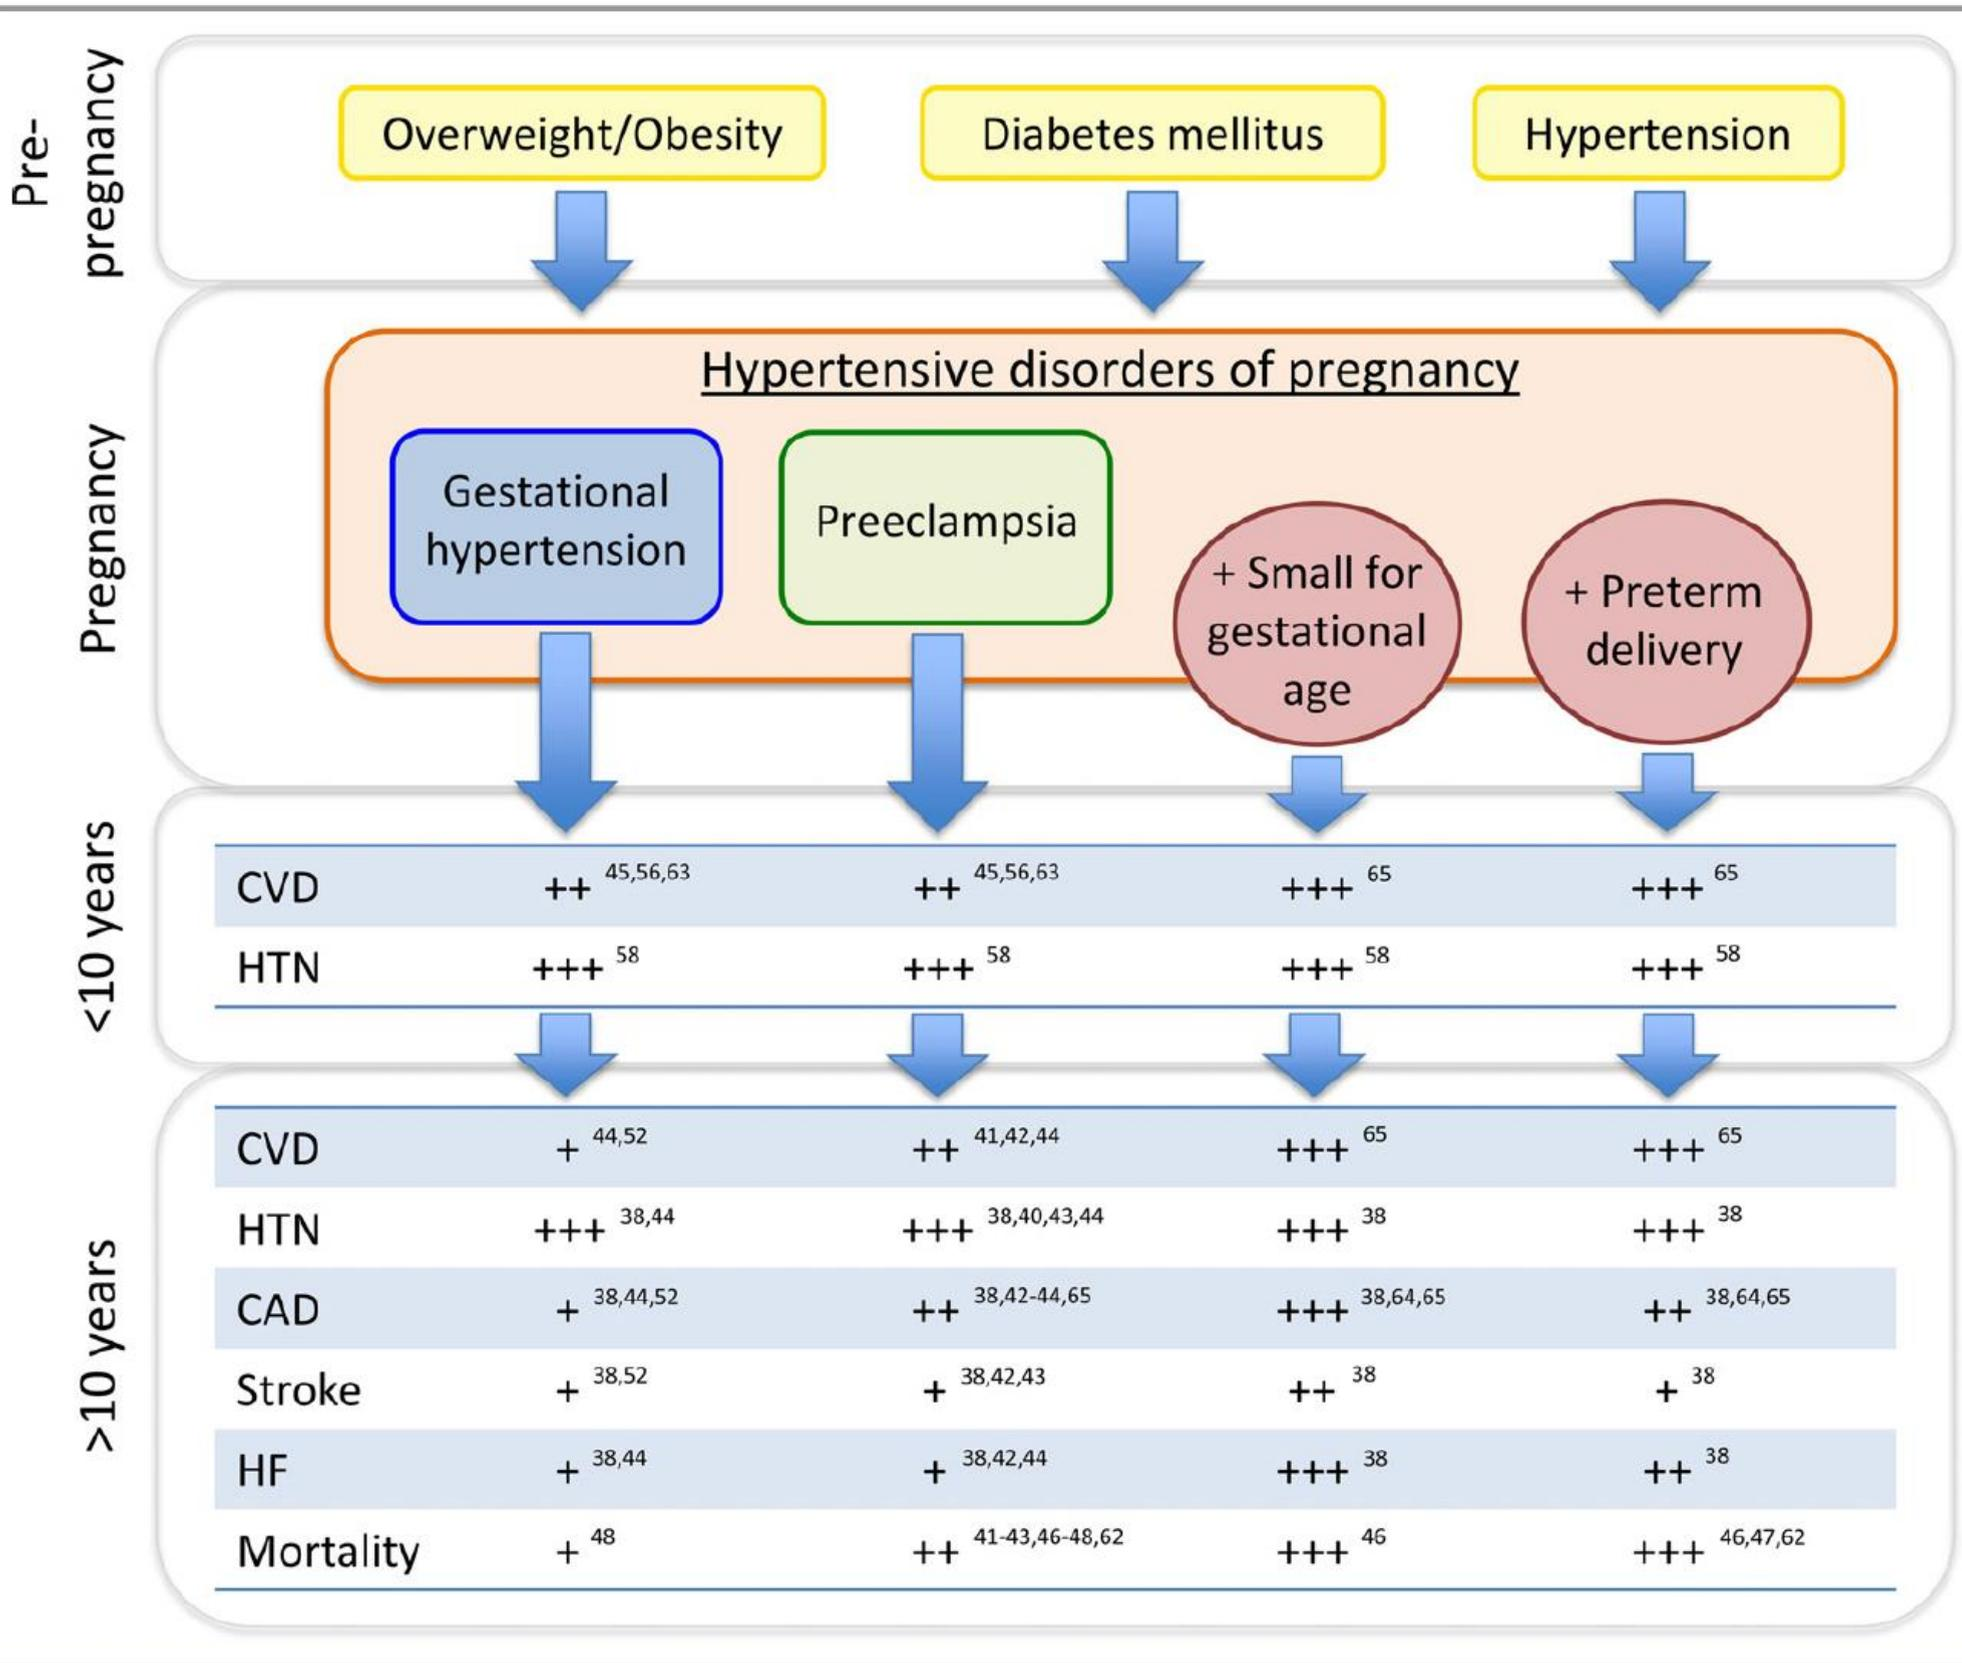 Pre-
pregnancy
Overweight/Obesity
Diabetes mellitus
Hypertension
Pregnancy
Hypertensive disorders of pregnancy
Gestational
hypertension
Preeclampsia
+ Small for
gestational
age
+ Preterm
delivery
<10 years
CVD ++ 45,56,63 ++ 45,56,63 +++ 65 +++ 65
HTN +++ 58 +++ 58 +++ 58 +++ 58
>10 years
CVD + 44,52 ++ 41,42,44 +++ 65 +++ 65
HTN +++ 38,44 +++ 38,40,43,44 +++ 38 +++ 38
CAD + 38,44,52 ++ 38,42-44,65 +++ 38,64,65 ++ 38,64,65
Stroke + 38,52 + 38,42,43 ++ 38 + 38
HF + 38,44 + 38,42,44 +++ 38 ++ 38
Mortality + 48 ++ 41-43,46-48,62 +++ 46 +++ 46,47,62